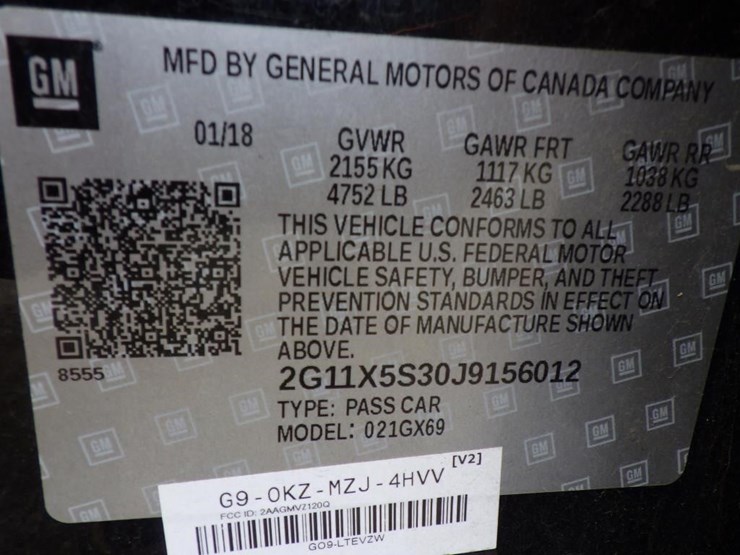 GM
MFD BY GENERAL MOTORS OF CANADA COMPANY
01/18
GVWR GAWR FRT GAWR RR
2155 KG 1117 KG 1038 KG
4752 LB 2463 LB 2288 LB
THIS VEHICLE CONFORMS TO ALL
APPLICABLE U.S. FEDERAL MOTOR
VEHICLE SAFETY, BUMPER, AND THEFT
PREVENTION STANDARDS IN EFFECT ON
THE DATE OF MANUFACTURE SHOWN
ABOVE.
8555
2G11X5S30J9156012
TYPE: PASS CAR
MODEL: 021GX69
[V2]
G9-0KZ-MZJ-4HVV
FCC ID: 2AAGMVZ120Q
GO9-LTEVZW